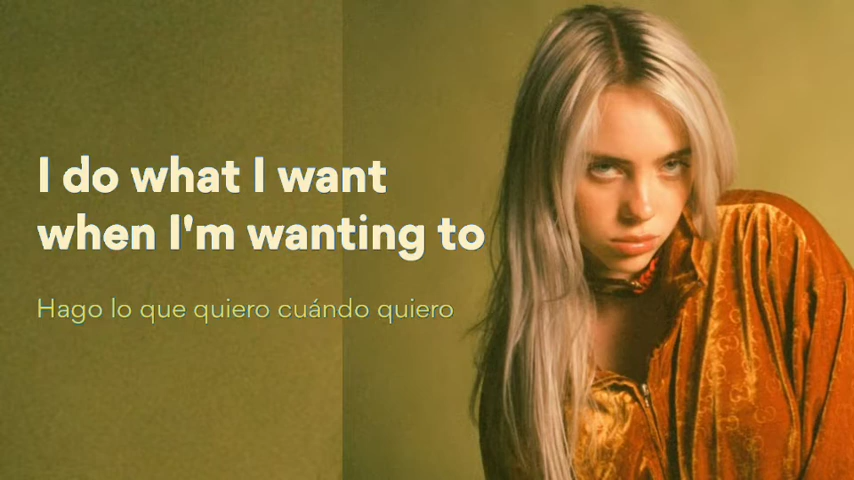 I do what I want
when I'm wanting to
Hago lo que quiero cuándo quiero